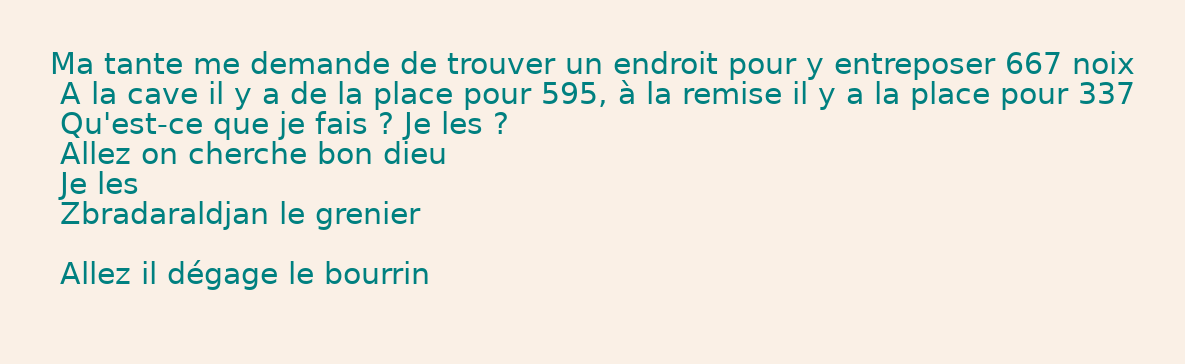 Ma tante me demande de trouver un endroit pour y entreposer 667 noix
A la cave il y a de la place pour 595, à la remise il y a la place pour 337
Qu'est-ce que je fais ? Je les ?
Allez on cherche bon dieu
Je les
Zbradaraldjan le grenier
Allez il dégage le bourrin